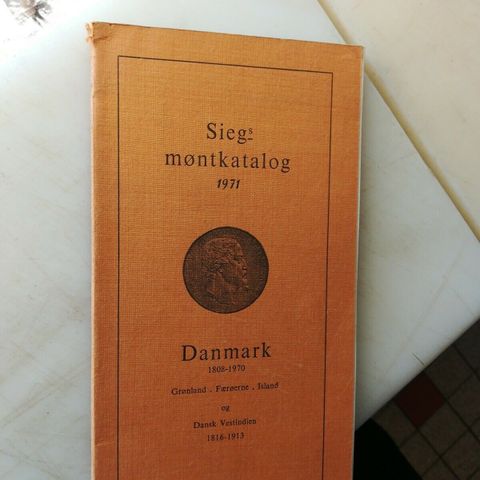 Siegs
møntkatalog
1971
Danmark
1808-1970
Grønland . Færøerne . Island
og
Dansk Vestindien
1816-1913